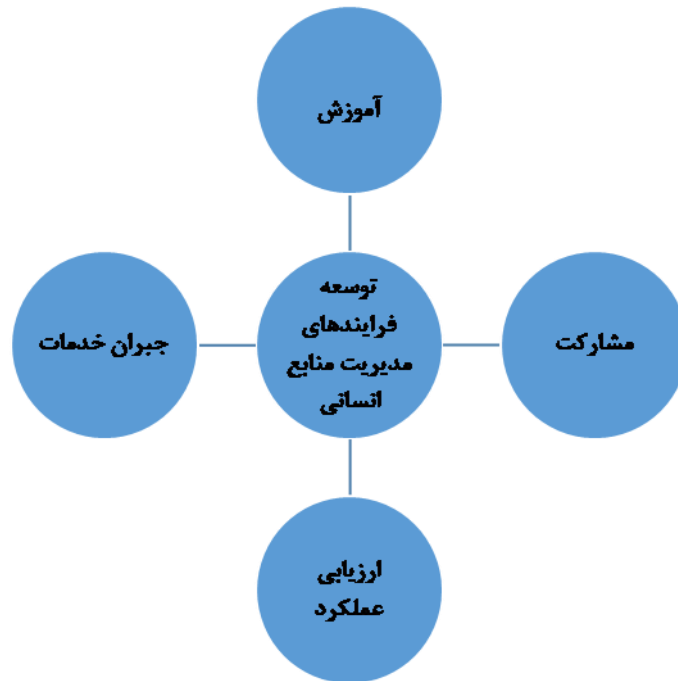 آموزش
توسعه
فرایندهای
مدیریت منابع
انسانی
مشارکت
جبران خدمات
ارزیابی
عملکرد